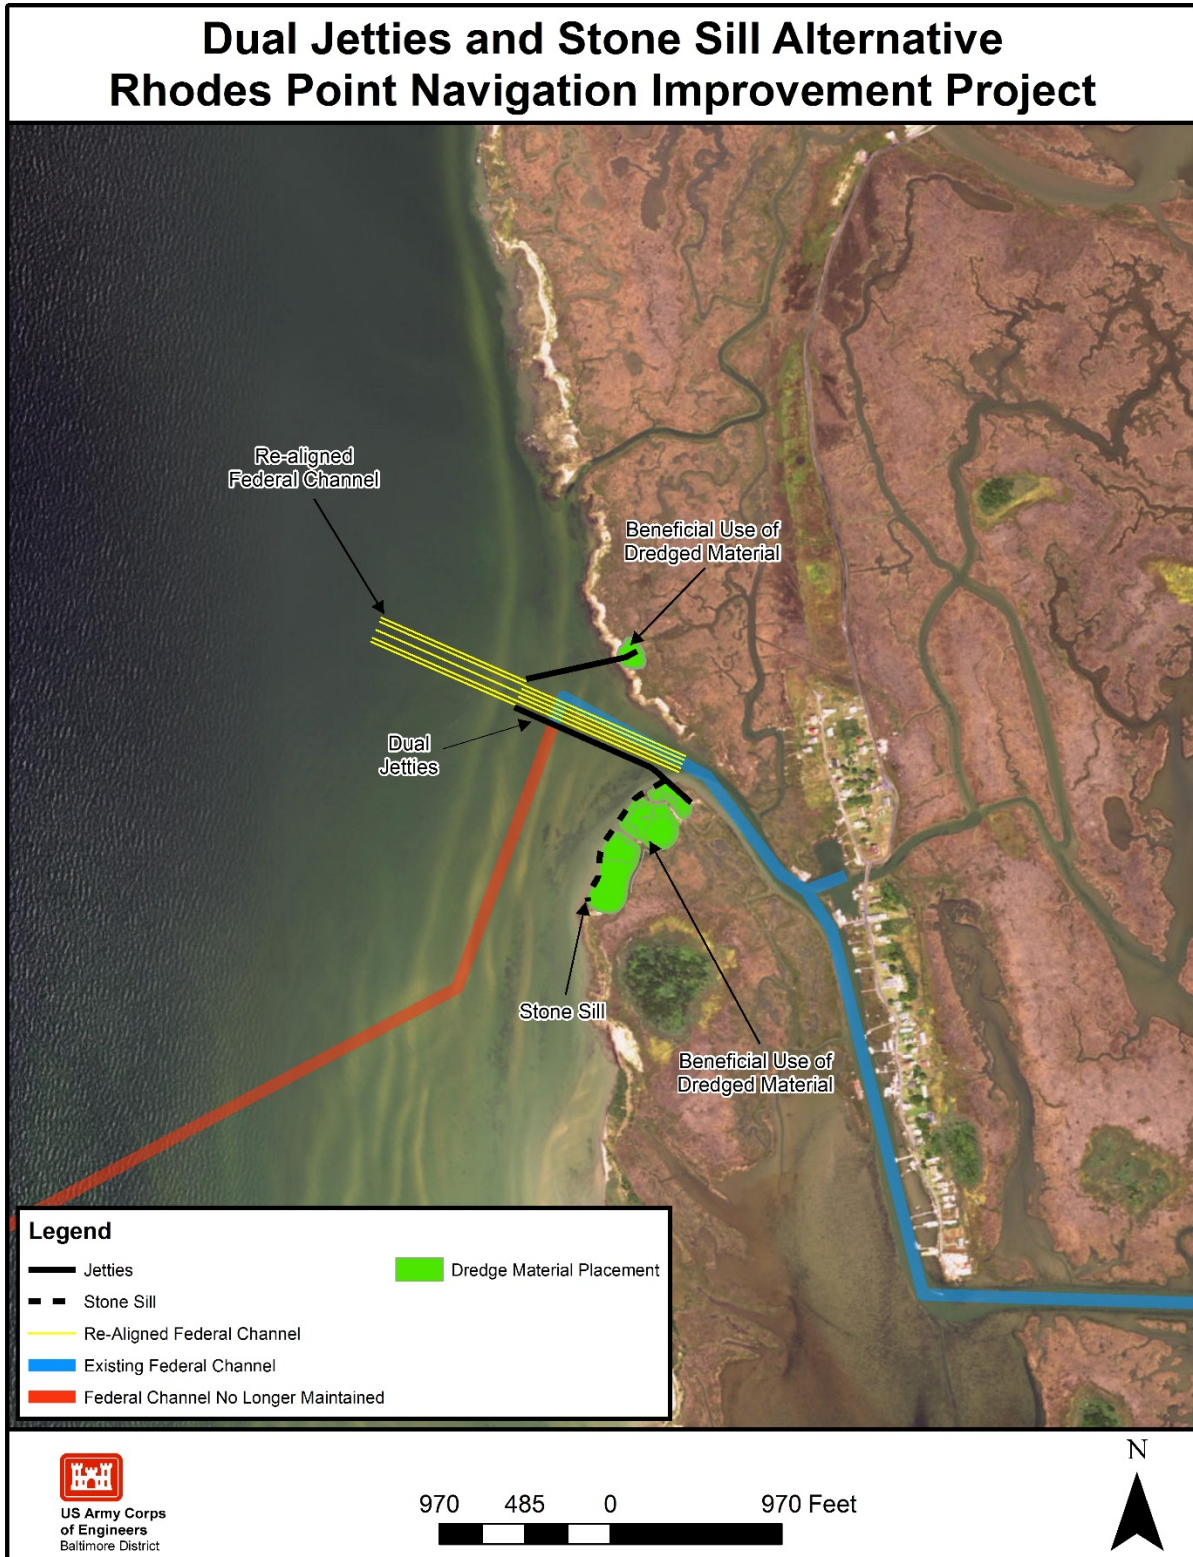 Dual Jetties and Stone Sill Alternative
Rhodes Point Navigation Improvement Project
Re-aligned
Federal Channel
Beneficial Use of
Dredged Material
Dual
Jetties
Stone Sill
Beneficial Use of
Dredged Material
Legend
Jetties
Dredge Material Placement
Stone Sill
Re-Aligned Federal Channel
Existing Federal Channel
Federal Channel No Longer Maintained
US Army Corps
of Engineers
Baltimore District
970 485 0 970 Feet
N